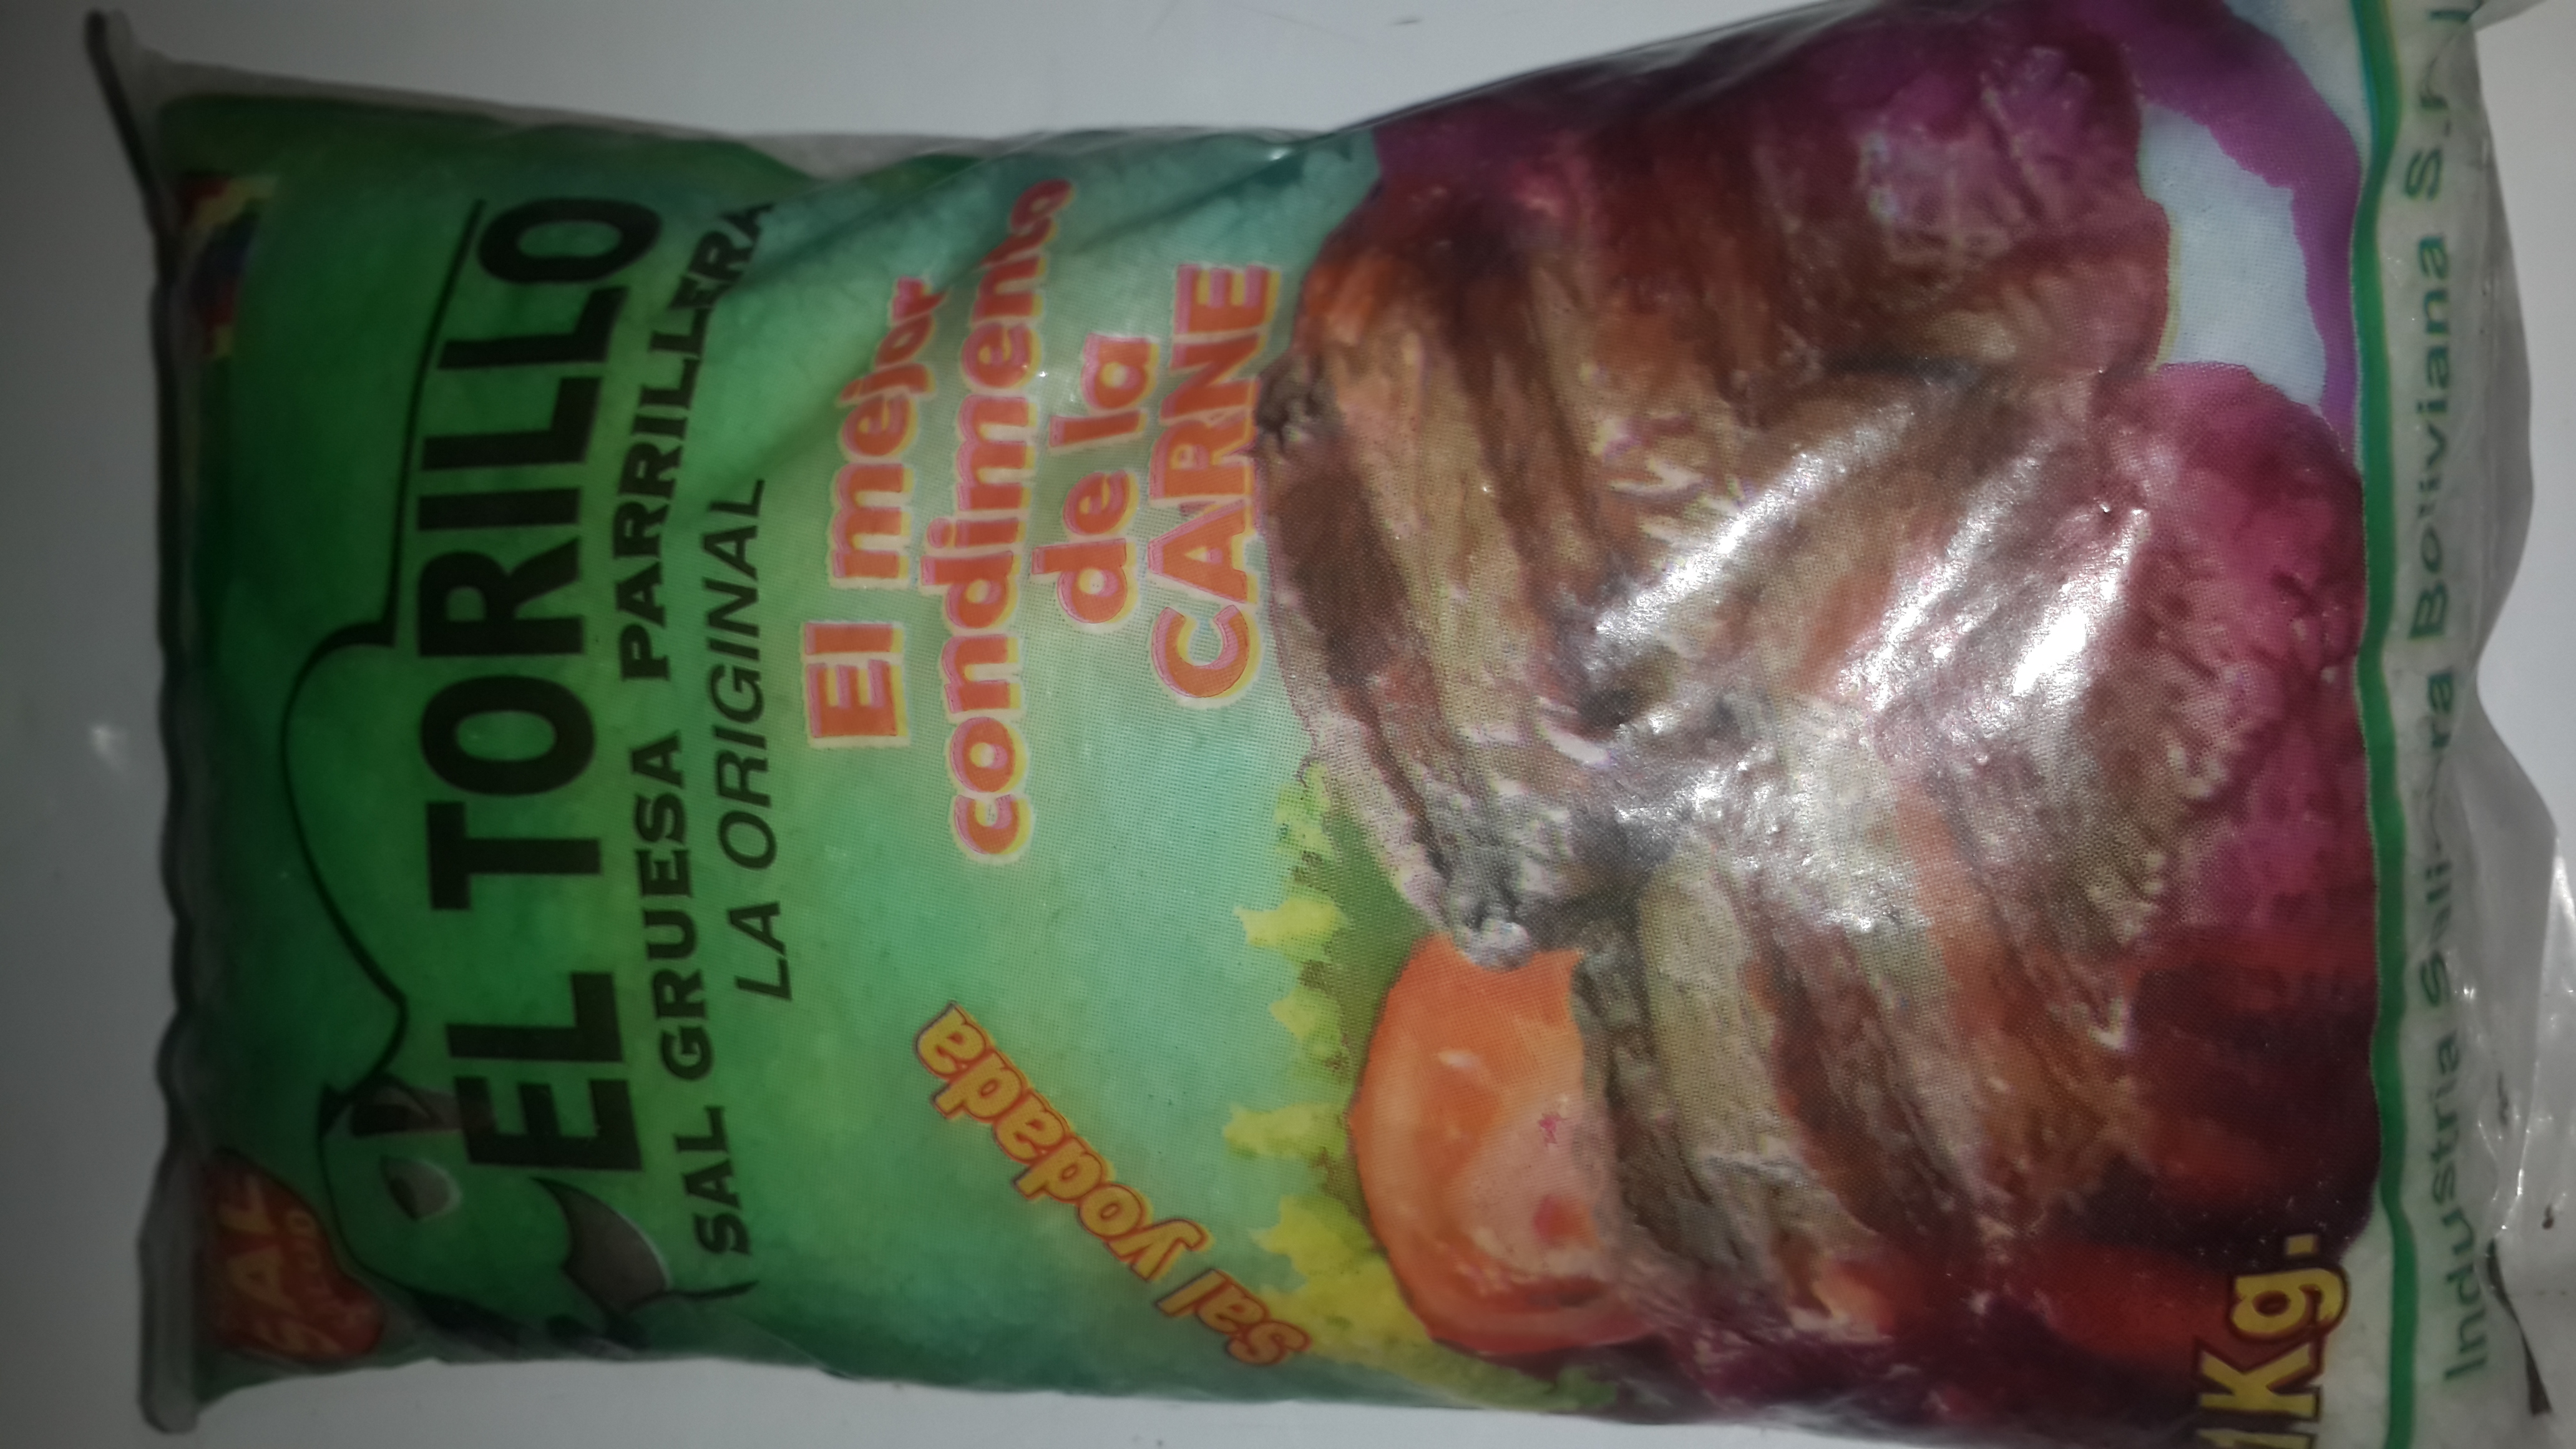 SAL
EL TORILLO
SAL GRUESA PARRILLERA
LA ORIGINAL
El mejor
condimento
de la
CARNE
Sal yodada
1Kg.
Industria Salinera Boliviana